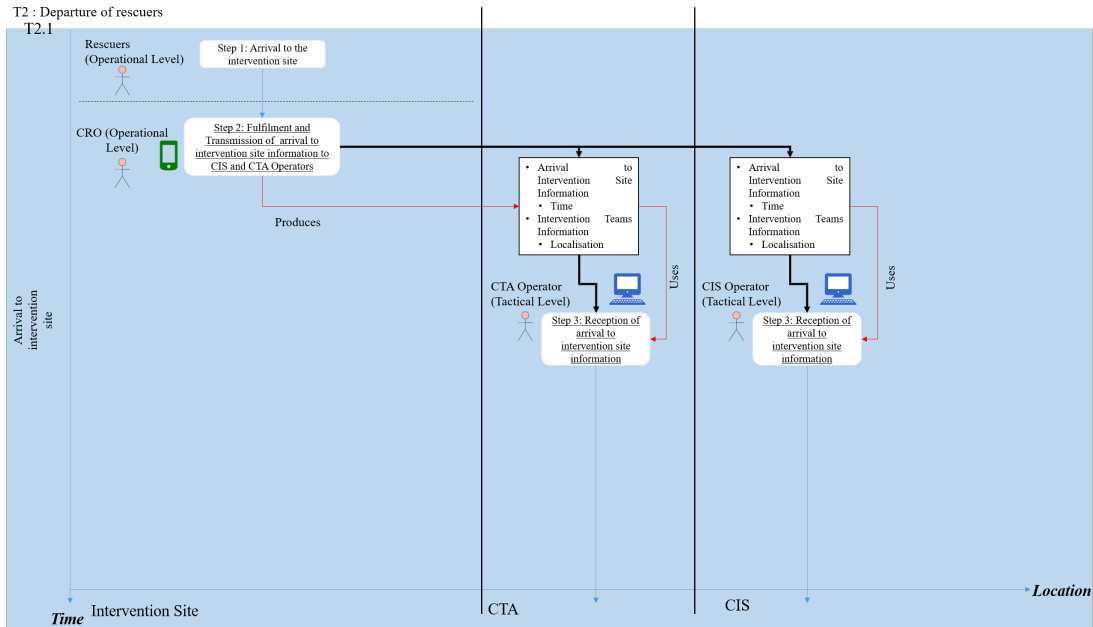 T2 : Departure of rescuers
T2.1
Rescuers
(Operational Level)
Step 1: Arrival to the
intervention site
CRO (Operational
Level)
Step 2: Fulfilment and
Transmission of arrival to
intervention site information to
CIS and CTA Operators
Produces
• Arrival to
Intervention Site
Information
• Time
• Intervention Teams
Information
• Localisation
Uses
CTA Operator
(Tactical Level)
Step 3: Reception of
arrival to
intervention site
information
• Arrival to
Intervention Site
Information
• Time
• Intervention Teams
Information
• Localisation
Uses
CIS Operator
(Tactical Level)
Step 3: Reception of
arrival to
intervention site
information
Arrival to
intervention
site
Location
Time
Intervention Site
CTA
CIS